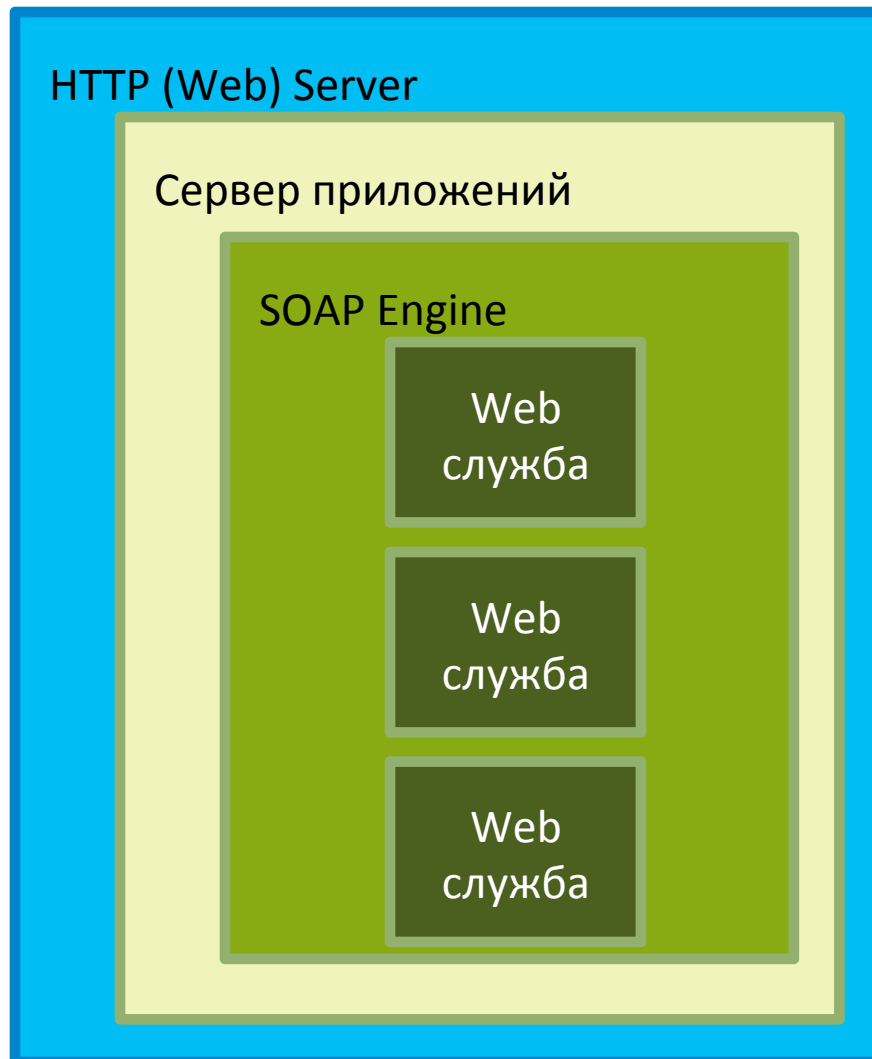 HTTP (Web) Server
Сервер приложений
SOAP Engine
Web
служба
Web
служба
Web
служба